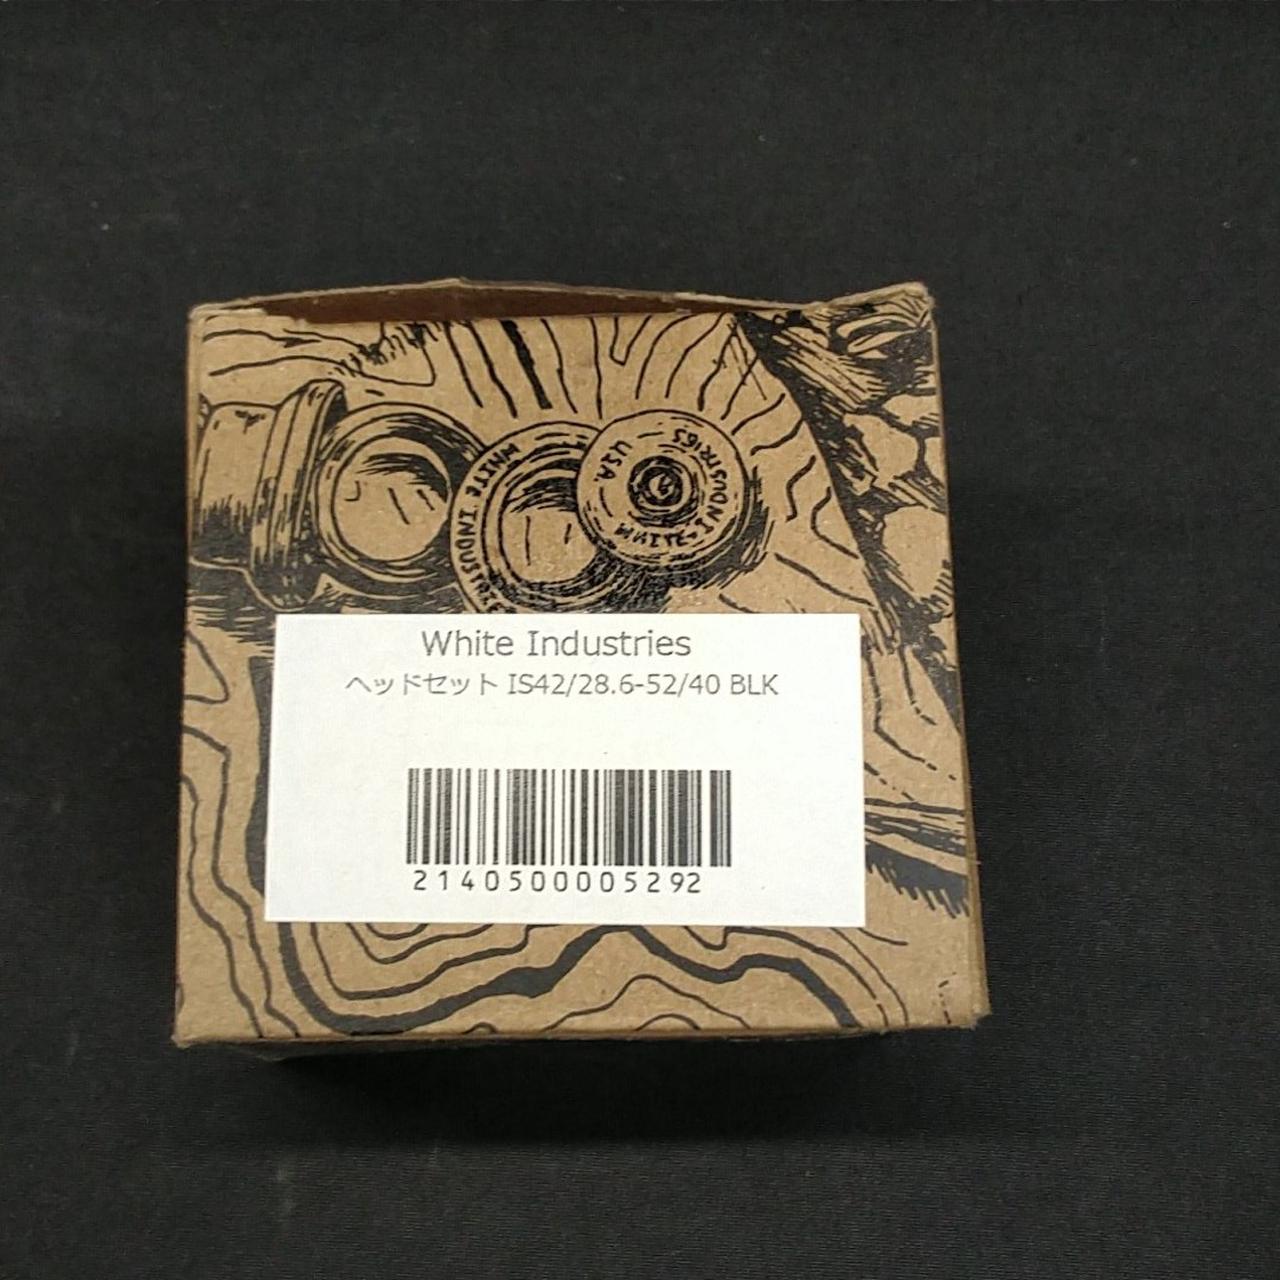 WHITE INDUSTRIES
WHITE INDUSTRIES — U.S.A.
White Industries
ヘッドセット IS42/28.6-52/40 BLK
2140500005292